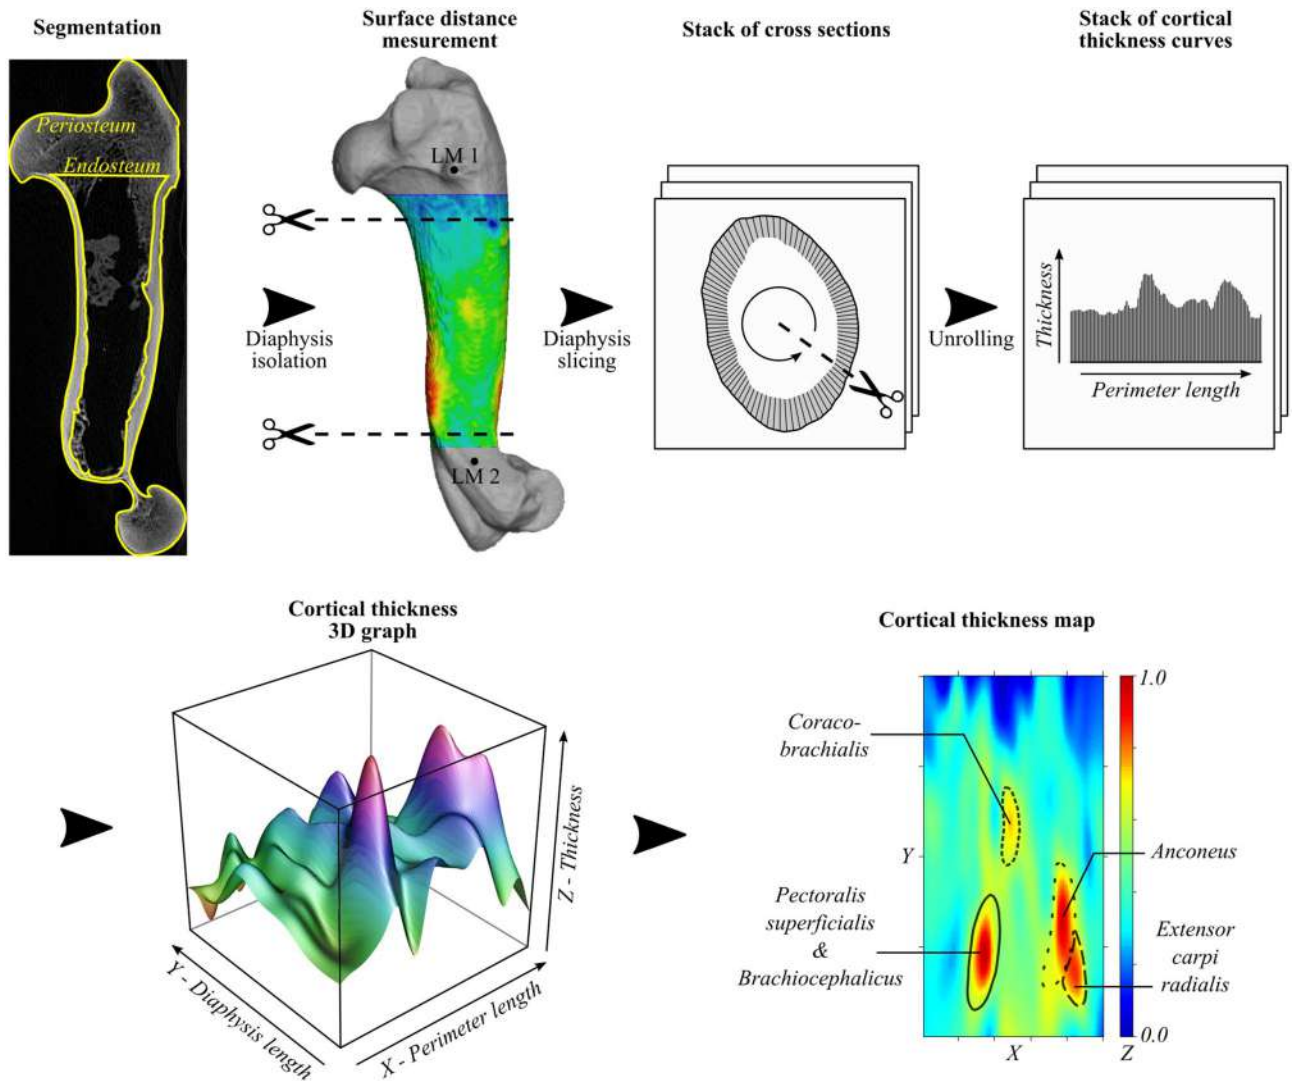 Segmentation
Surface distance
mesurement
Stack of cross sections
Stack of cortical
thickness curves
Periosteum
Endosteum
LM 1
LM 2
Diaphysis
isolation
Diaphysis
slicing
Unrolling
Thickness
Perimeter length
Cortical thickness
3D graph
Z - Thickness
Y - Diaphysis length
X - Perimeter length
Cortical thickness map
Coraco-
brachialis
Pectoralis
superficialis
&
Brachiocephalicus
Anconeus
Extensor
carpi
radialis
1.0
0.0
Y
X
Z